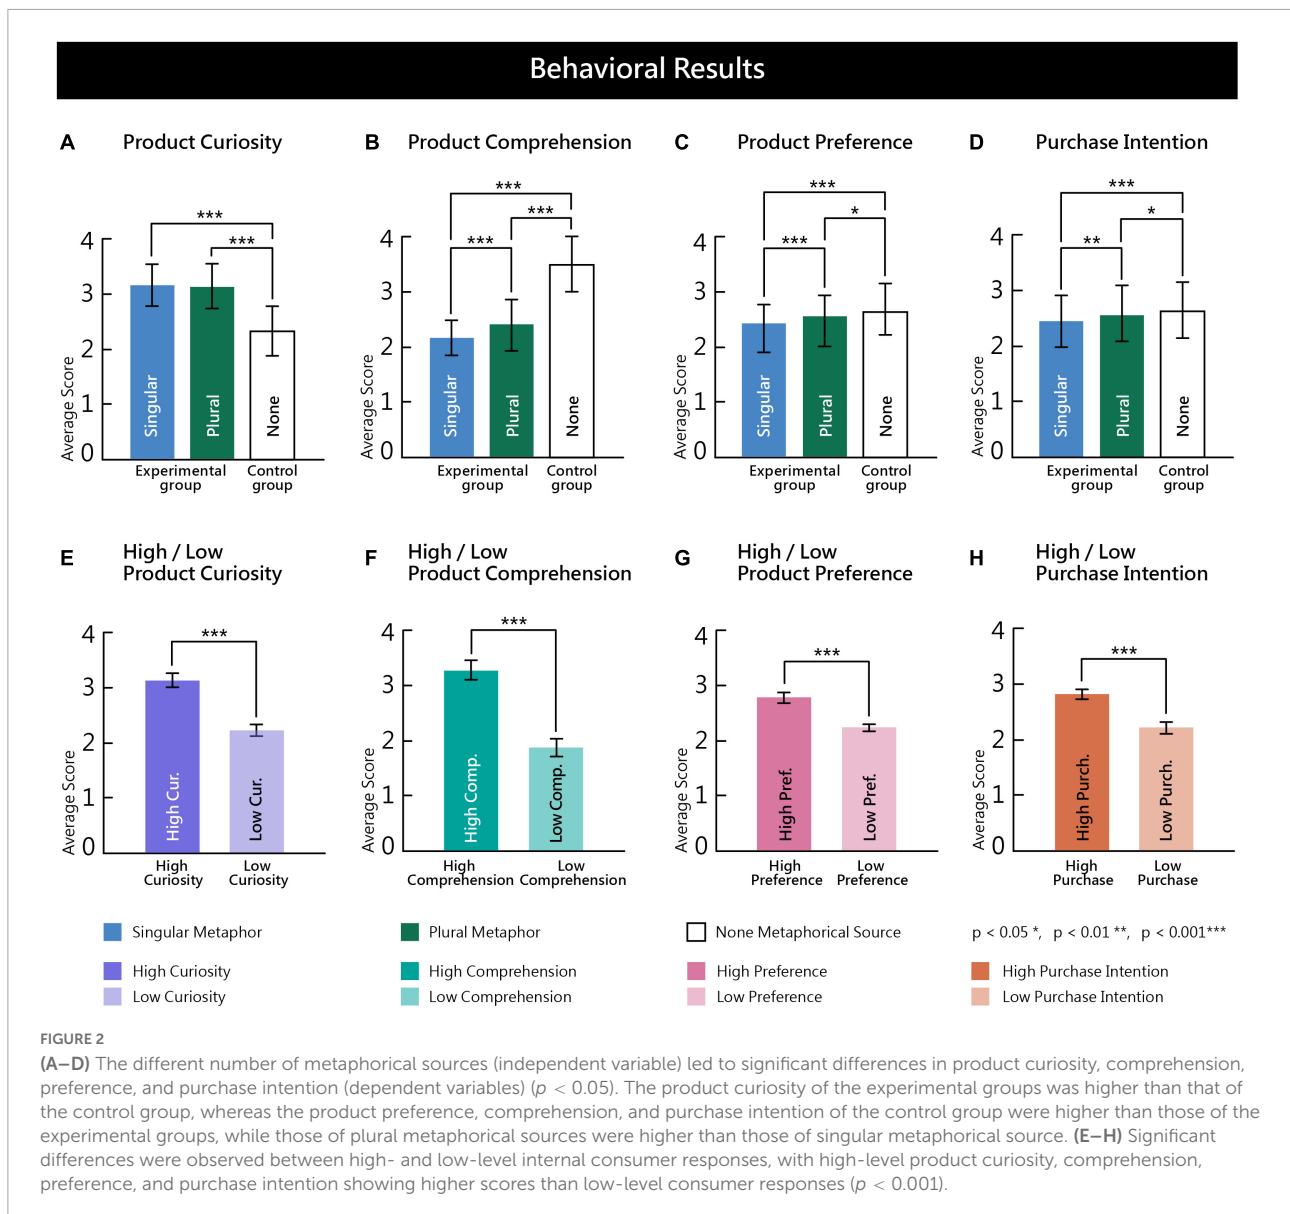 Behavioral Results
A Product Curiosity
B Product Comprehension
C Product Preference
D Purchase Intention
Average Score
4
3
2
1
0
***
***
Singular
Plural
None
Experimental group
Control group
Average Score
4
3
2
1
0
***
***
***
Singular
Plural
None
Experimental group
Control group
Average Score
4
3
2
1
0
***
*
***
Singular
Plural
None
Experimental group
Control group
Average Score
4
3
2
1
0
***
*
**
Singular
Plural
None
Experimental group
Control group
E High / Low
Product Curiosity
F High / Low
Product Comprehension
G High / Low
Product Preference
H High / Low
Purchase Intention
Average Score
4
3
2
1
0
***
High Cur.
Low Cur.
High Curiosity
Low Curiosity
Average Score
4
3
2
1
0
***
High Comp.
Low Comp.
High Comprehension
Low Comprehension
Average Score
4
3
2
1
0
***
High Pref.
Low Pref.
High Preference
Low Preference
Average Score
4
3
2
1
0
***
High Purch.
Low Purch.
High Purchase
Low Purchase
Singular Metaphor
Plural Metaphor
None Metaphorical Source
p < 0.05 *, p < 0.01 **, p < 0.001***
High Curiosity
High Comprehension
High Preference
High Purchase Intention
Low Curiosity
Low Comprehension
Low Preference
Low Purchase Intention
FIGURE 2
(A–D) The different number of metaphorical sources (independent variable) led to significant differences in product curiosity, comprehension,
preference, and purchase intention (dependent variables) (p < 0.05). The product curiosity of the experimental groups was higher than that of
the control group, whereas the product preference, comprehension, and purchase intention of the control group were higher than those of the
experimental groups, while those of plural metaphorical sources were higher than those of singular metaphorical source. (E–H) Significant
differences were observed between high- and low-level internal consumer responses, with high-level product curiosity, comprehension,
preference, and purchase intention showing higher scores than low-level consumer responses (p < 0.001).